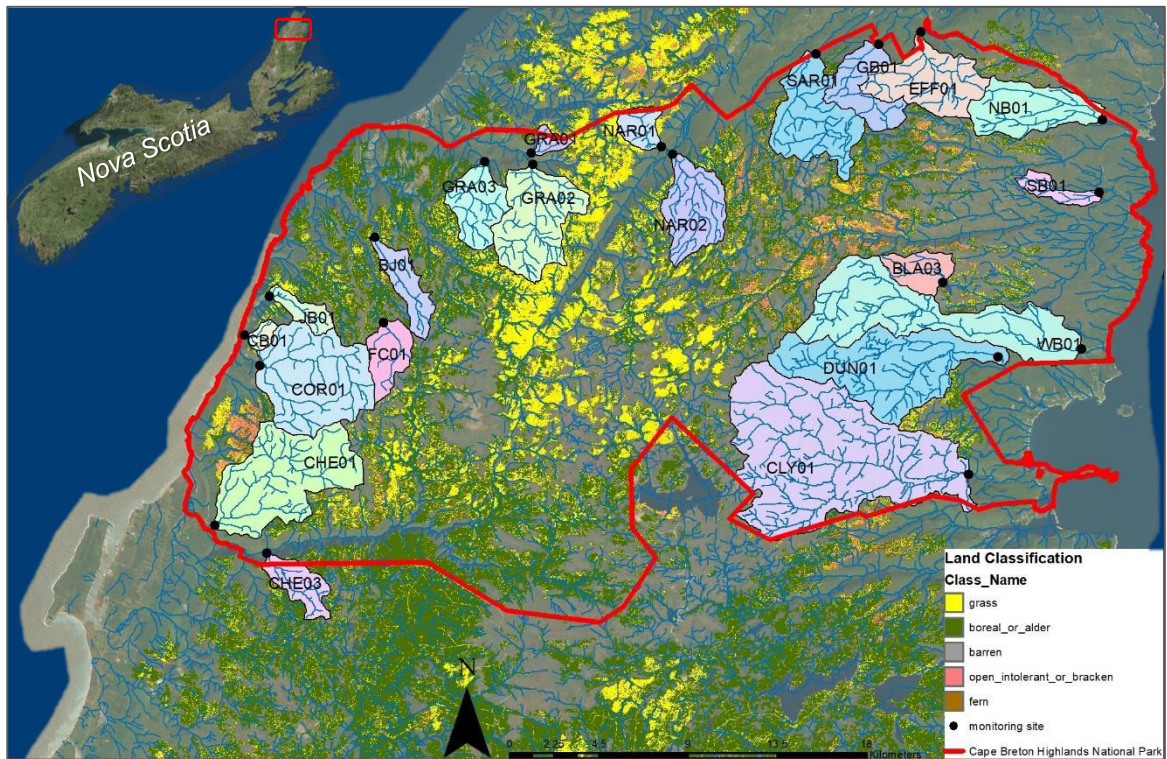 Nova Scotia
SAR01
GB01
EFF01
NB01
GRA01
NAR01
GRA03
GRA02
NAR02
SB01
BJ01
BLA03
JB01
CB01
FC01
COR01
WB01
DUN01
CHE01
CLY01
CHE03
N
0 2.25 4.5 9 13.5 18
Kilometers
Land Classification
Class_Name
grass
boreal_or_alder
barren
open_intolerant_or_bracken
fern
monitoring site
Cape Breton Highlands National Park